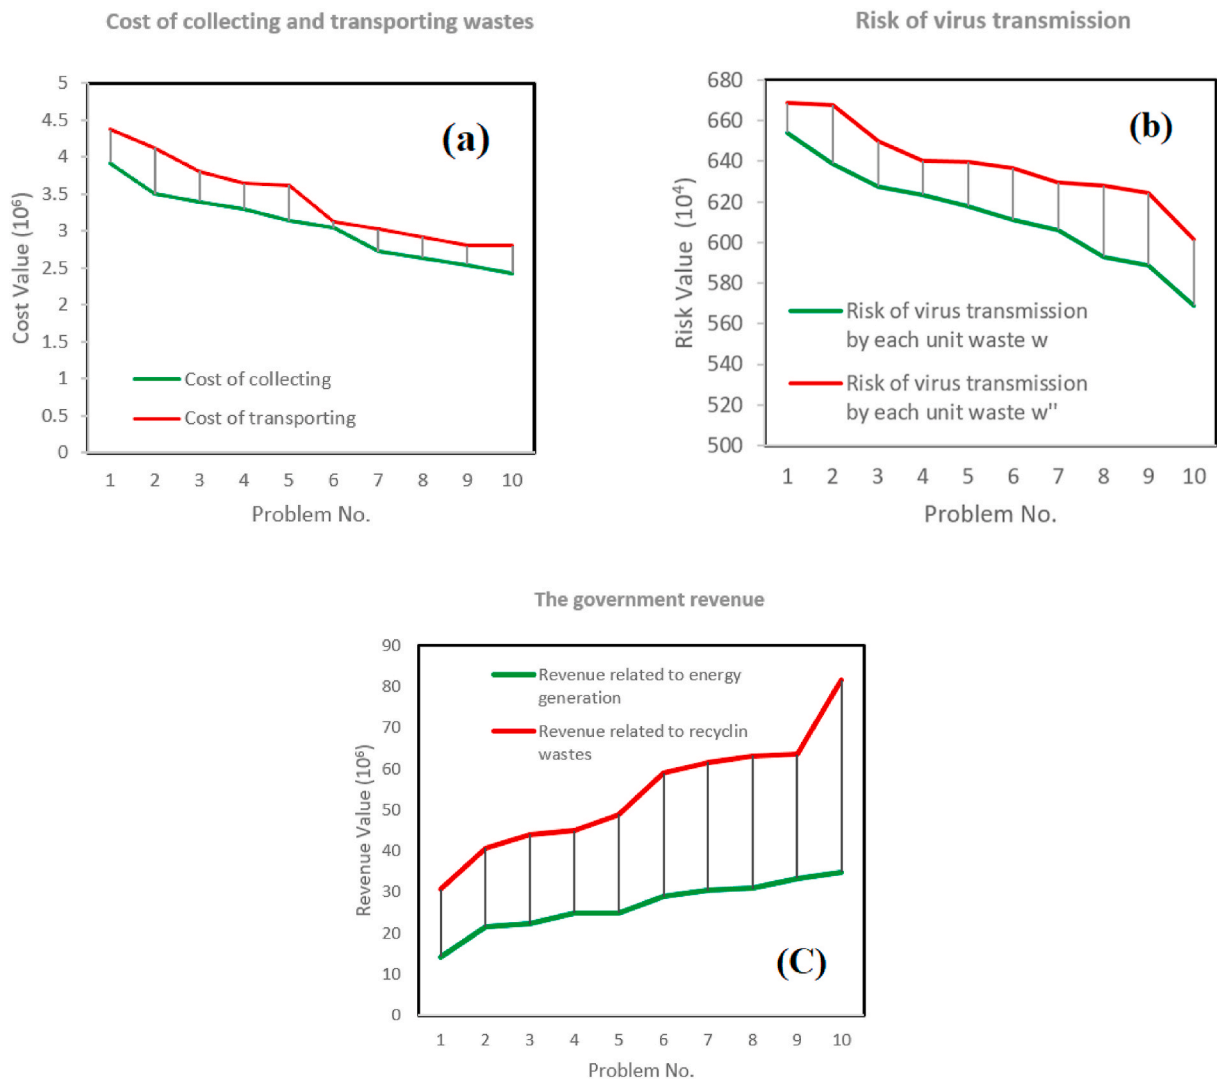 Cost of collecting and transporting wastes
Cost Value (10⁶)
5
4.5
4
3.5
3
2.5
2
1.5
1
0.5
0
(a)
Cost of collecting
Cost of transporting
1 2 3 4 5 6 7 8 9 10
Problem No.
Risk of virus transmission
Risk Value (10⁴)
680
660
640
620
600
580
560
540
520
500
(b)
Risk of virus transmission
by each unit waste w
Risk of virus transmission
by each unit waste w"
1 2 3 4 5 6 7 8 9 10
Problem No.
The government revenue
Revenue Value (10⁶)
90
80
70
60
50
40
30
20
10
0
Revenue related to energy
generation
Revenue related to recyclin
wastes
(C)
1 2 3 4 5 6 7 8 9 10
Problem No.